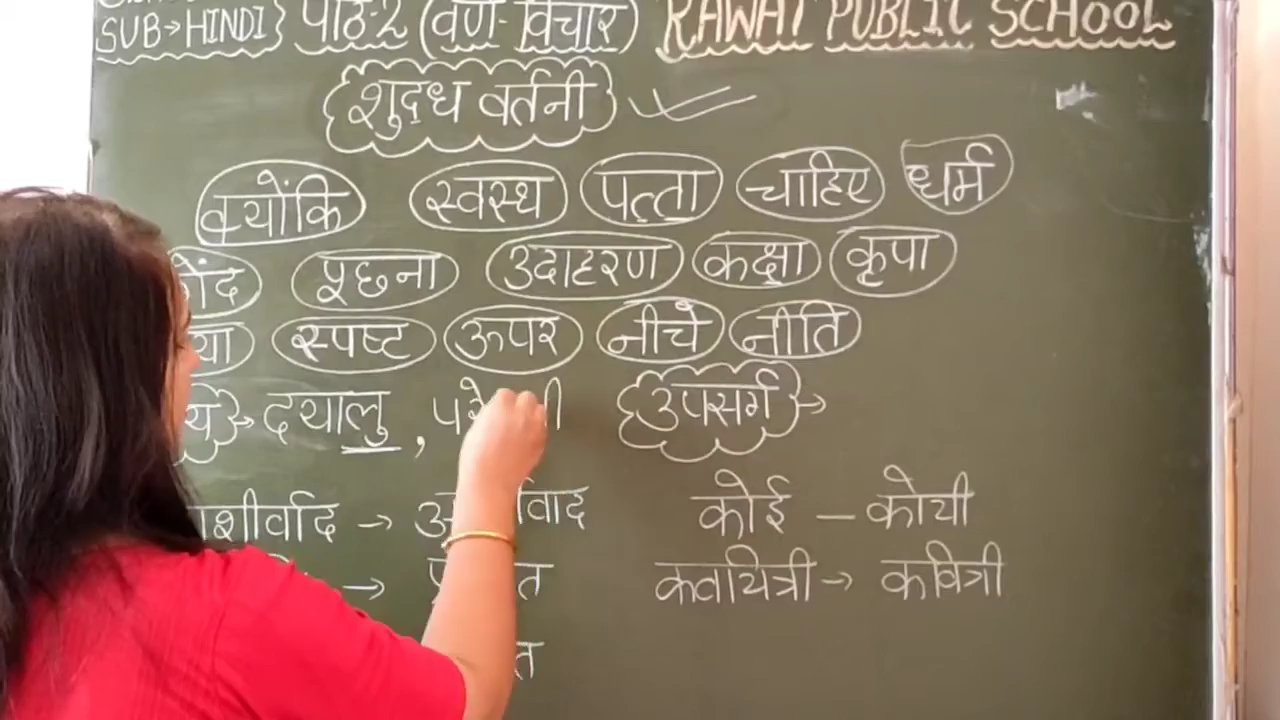 SUB→HINDI} पाठ-2 (वर्ण-विचार) RAWAT PUBLIC SCHOOL
शुद्ध वर्तनी
क्योंकि स्वस्थ पत्ता चाहिए धर्म
पूछना उदाहरण कक्षा कृपा
स्पष्ट ऊपर नीचे नीति
→ दयालु, उपसर्ग →
→ कोई – कोची
→ कवयित्री → कवित्री